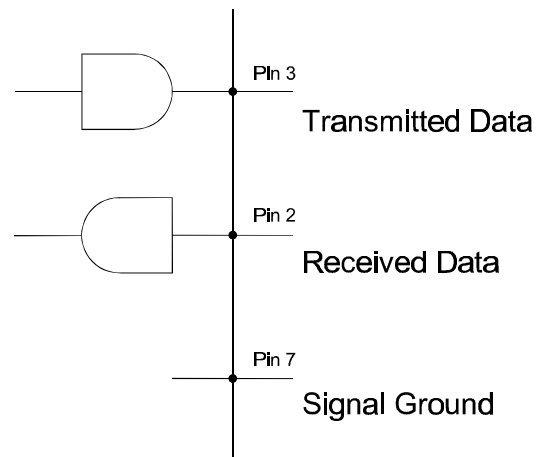 Pin 3
Transmitted Data
Pin 2
Received Data
Pin 7
Signal Ground